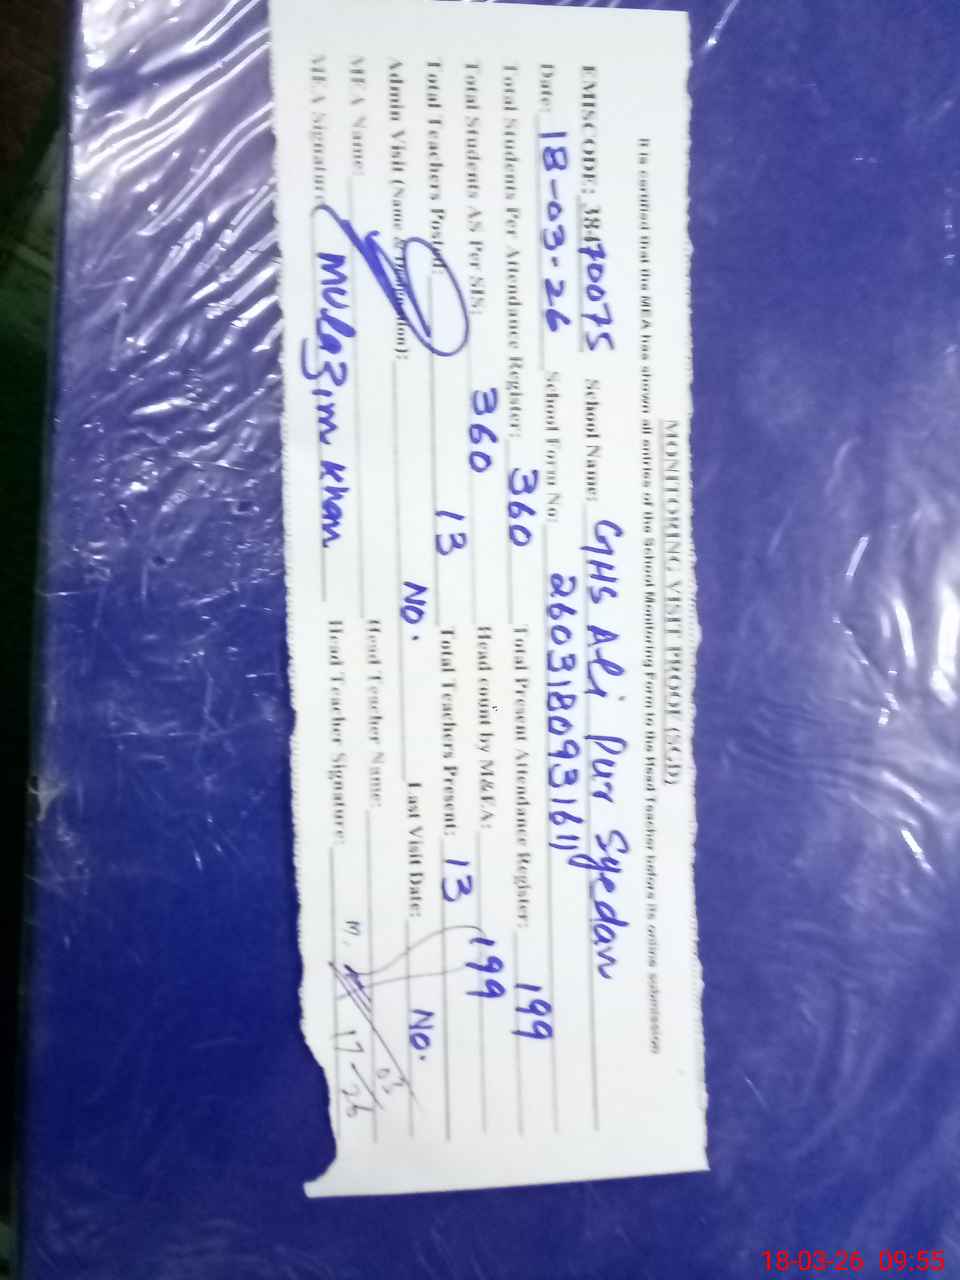 MONITORING VISIT PROOF (SGD)
It is certified that the MEA has shown all entries of the School Monitoring Form to the Head Teacher before its online submission
EMISCODE: 38470075 School Name: GHS Ali Purr Syedan
Date: 18-03-26 School Form No: 2603180931611
Total Students Per Attendance Register: 360 Total Present Attendance Register: 199
Total Students AS Per SIS: 360 Head count by M&EA: 199
Total Teachers Posted: 13 Total Teachers Present: 13
Admin Visit (Name & Designation): No. Last Visit Date: No.
MEA Name: Head Teacher Name:
MEA Signature: Mulazim Khan Head Teacher Signature:
18-03-26 09:55